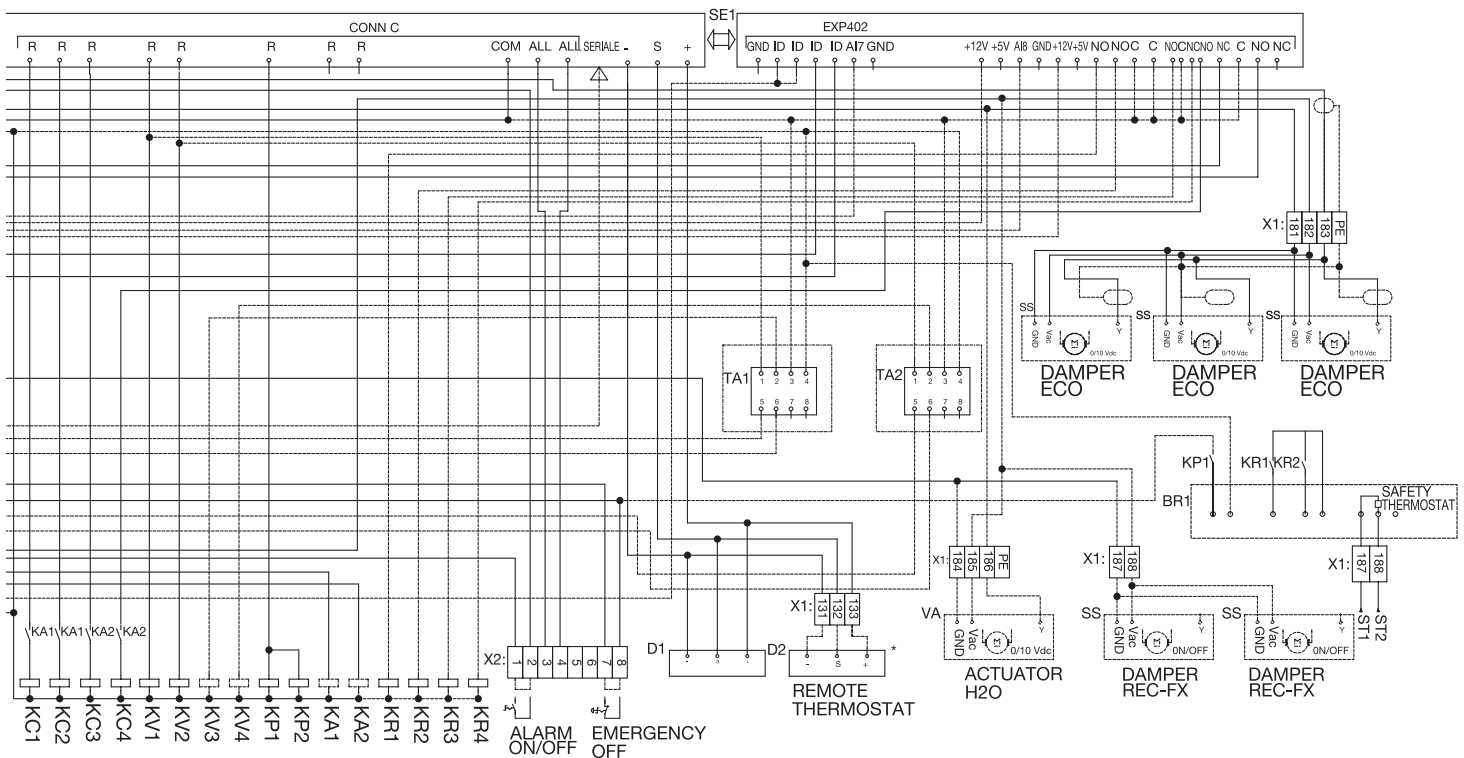 SE1
CONN C
EXP402
R R R R R R R R COM ALL ALL SERIALE - S +
GND ID ID ID ID AI7 GND +12V +5V AI8 GND +12V +5V NO NO C C NO C NC NO NC C NO NC
X1: 181 182 183 PE
SS SS SS
GND Vac Y GND Vac Y GND Vac Y
M 0/10 Vdc M 0/10 Vdc M 0/10 Vdc
DAMPER ECO
DAMPER ECO
DAMPER ECO
TA1 1 2 3 4
5 6 7 8
TA2 1 2 3 4
5 6 7 8
KP1 KR1 KR2
BR1
SAFETY
THERMOSTAT
X1: 184 185 186 PE
X1: 187 188
X1: 187 188
ST1 ST2
X1: 131 132 133
KA1 KA1 KA2 KA2
X2: 1 2 3 4 5 6 7 8
D1 - S +
D2 - S + *
REMOTE
THERMOSTAT
VA GND Vac Y
M 0/10 Vdc
ACTUATOR
H2O
SS GND Vac Y
M ON/OFF
DAMPER
REC-FX
SS GND Vac Y
M ON/OFF
DAMPER
REC-FX
KC1 KC2 KC3 KC4 KV1 KV2 KV3 KV4 KP1 KP2 KA1 KA2 KR1 KR2 KR3 KR4
ALARM
ON/OFF
EMERGENCY
OFF